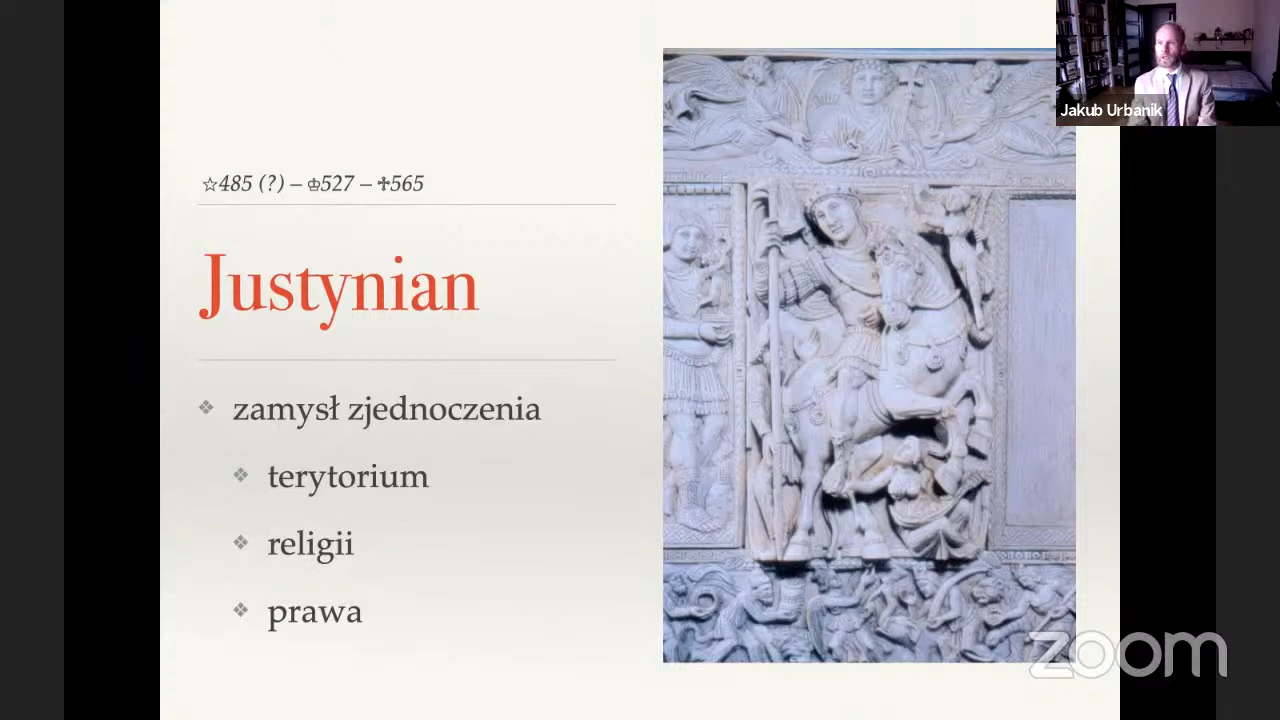 ☆485 (?) – ♔527 – ✝565
Justynian
❖ zamysł zjednoczenia
❖ terytorium
❖ religii
❖ prawa
Jakub Urbanik
zoom